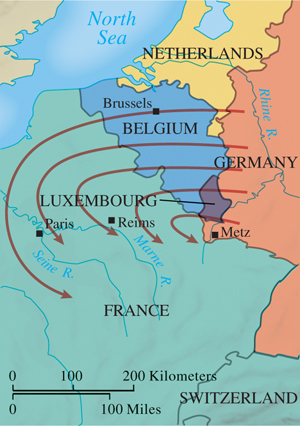 North
Sea
NETHERLANDS
Brussels
Rhine R.
BELGIUM
GERMANY
LUXEMBOURG
Paris
Reims
Metz
Marne R.
Seine R.
FRANCE
0 100 200 Kilometers
0 100 Miles
SWITZERLAND